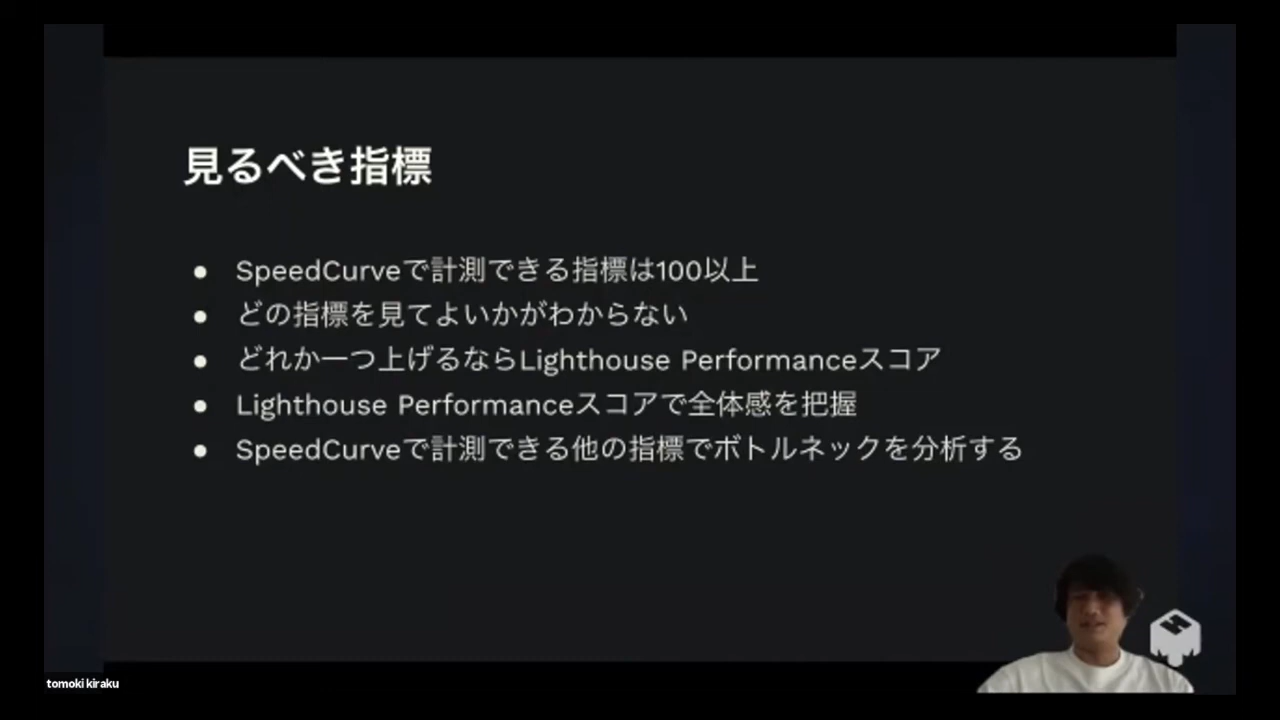 見るべき指標
● SpeedCurveで計測できる指標は100以上
● どの指標を見てよいかがわからない
● どれか一つ上げるならLighthouse Performanceスコア
● Lighthouse Performanceスコアで全体感を把握
● SpeedCurveで計測できる他の指標でボトルネックを分析する
tomoki kiraku